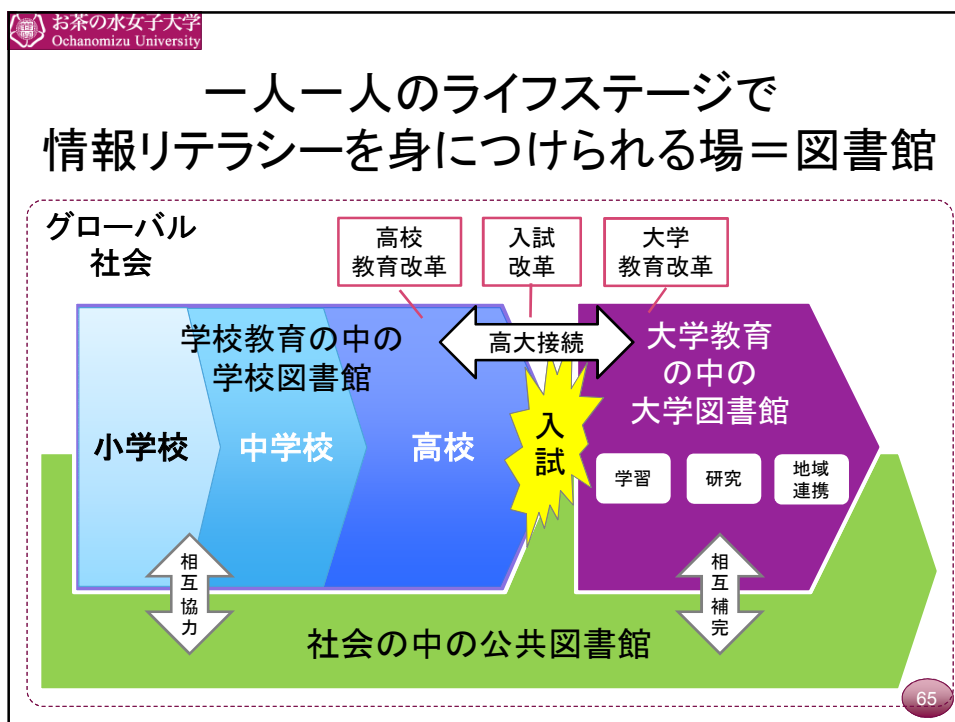 お茶の水女子大学
Ochanomizu University
一人一人のライフステージで
情報リテラシーを身につけられる場＝図書館
グローバル
社会
高校
教育改革
入試
改革
大学
教育改革
学校教育の中の
学校図書館
高大接続
大学教育
の中の
大学図書館
小学校
中学校
高校
入
試
学習
研究
地域
連携
相
互
協
力
相
互
補
完
社会の中の公共図書館
65